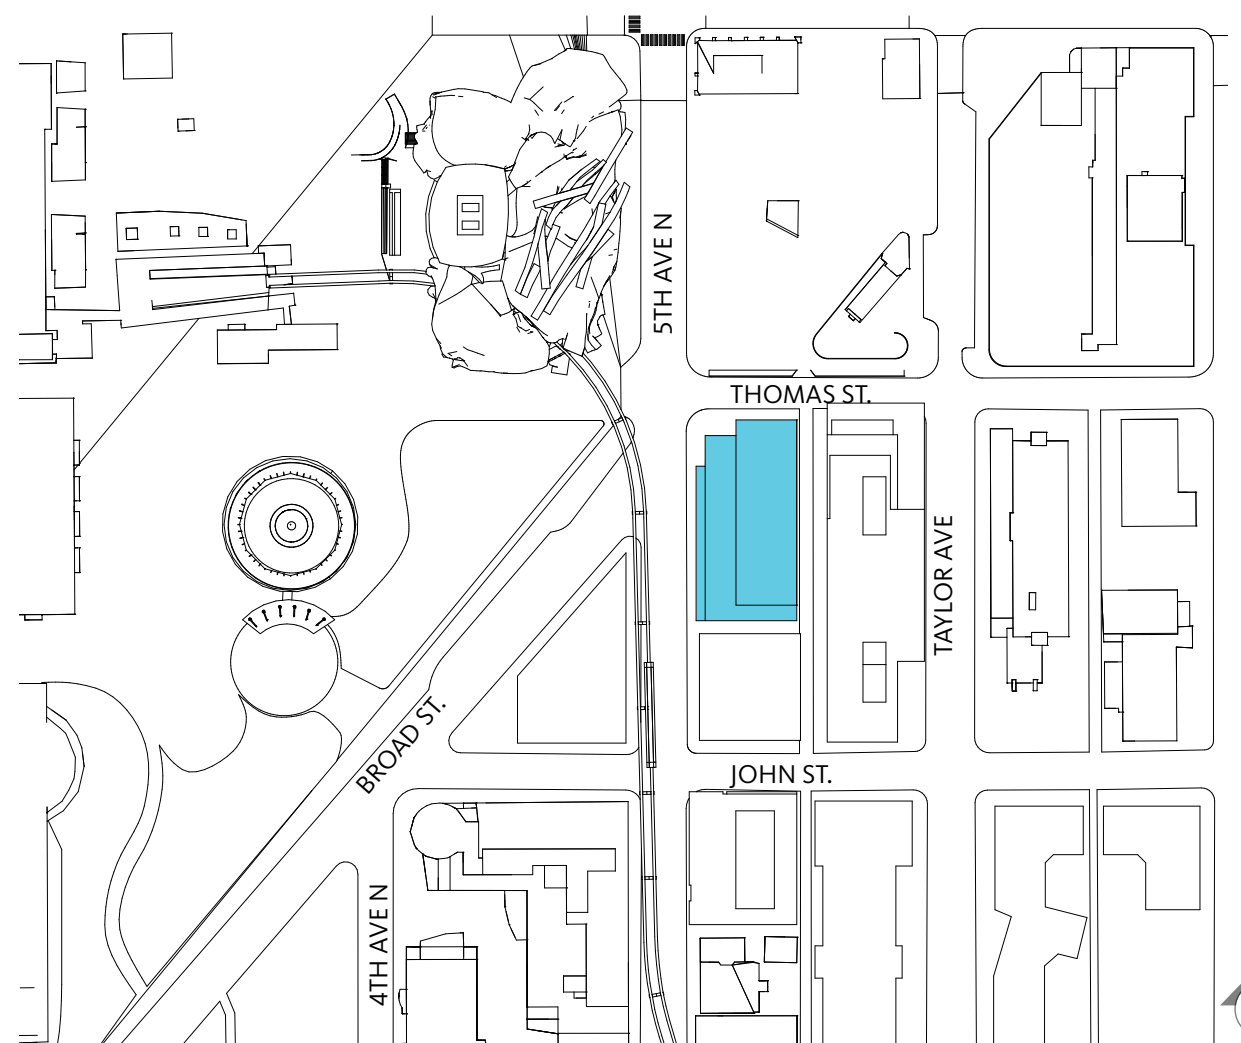 5TH AVE N
THOMAS ST.
TAYLOR AVE
BROAD ST.
JOHN ST.
4TH AVE N